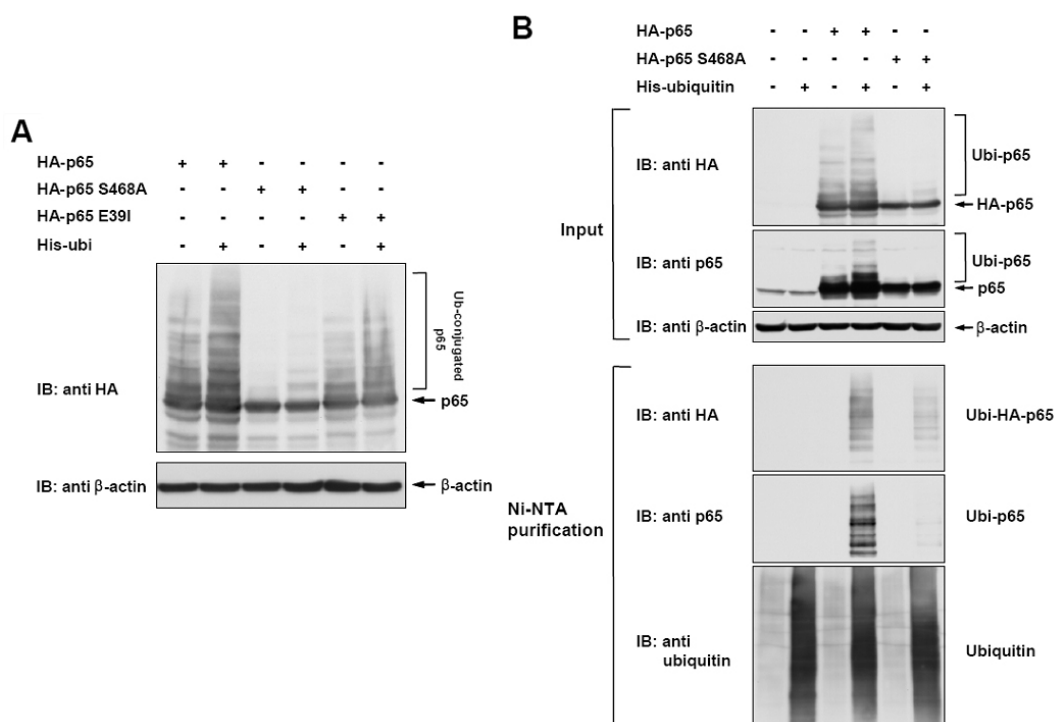 A
HA-p65 + + - - - -
HA-p65 S468A - - + + - -
HA-p65 E39I - - - - + +
His-ubi - + - + - +
IB: anti HA
Ub-conjugated
p65
p65
IB: anti β-actin
β-actin
B
HA-p65 - - + + - -
HA-p65 S468A - - - - + +
His-ubiquitin - + - + - +
Input
IB: anti HA
Ubi-p65
HA-p65
IB: anti p65
Ubi-p65
p65
IB: anti β-actin
β-actin
Ni-NTA
purification
IB: anti HA
Ubi-HA-p65
IB: anti p65
Ubi-p65
IB: anti
ubiquitin
Ubiquitin